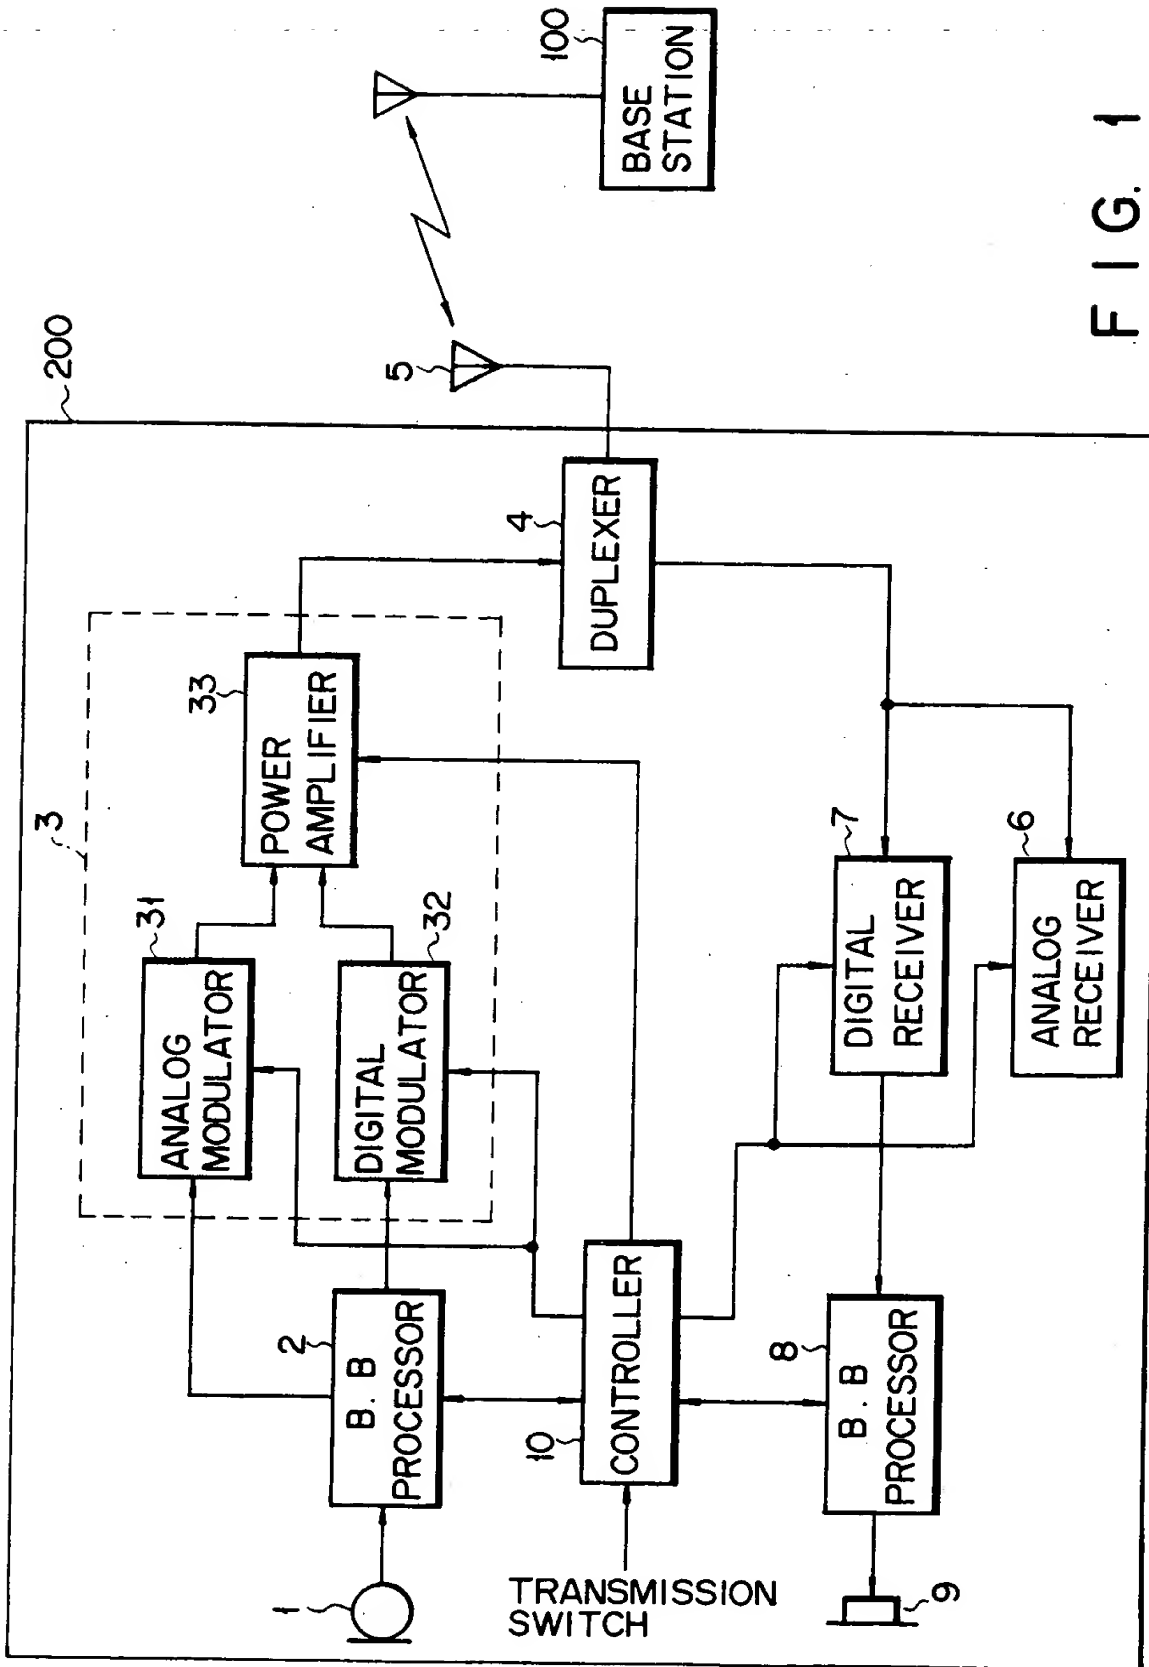 200
3
31
ANALOG
MODULATOR
33
POWER
AMPLIFIER
32
DIGITAL
MODULATOR
2
B. B
PROCESSOR
1
4
DUPLEXER
5
100
BASE
STATION
10
CONTROLLER
TRANSMISSION
SWITCH
7
DIGITAL
RECEIVER
6
ANALOG
RECEIVER
8
B. B
PROCESSOR
9
FIG. 1